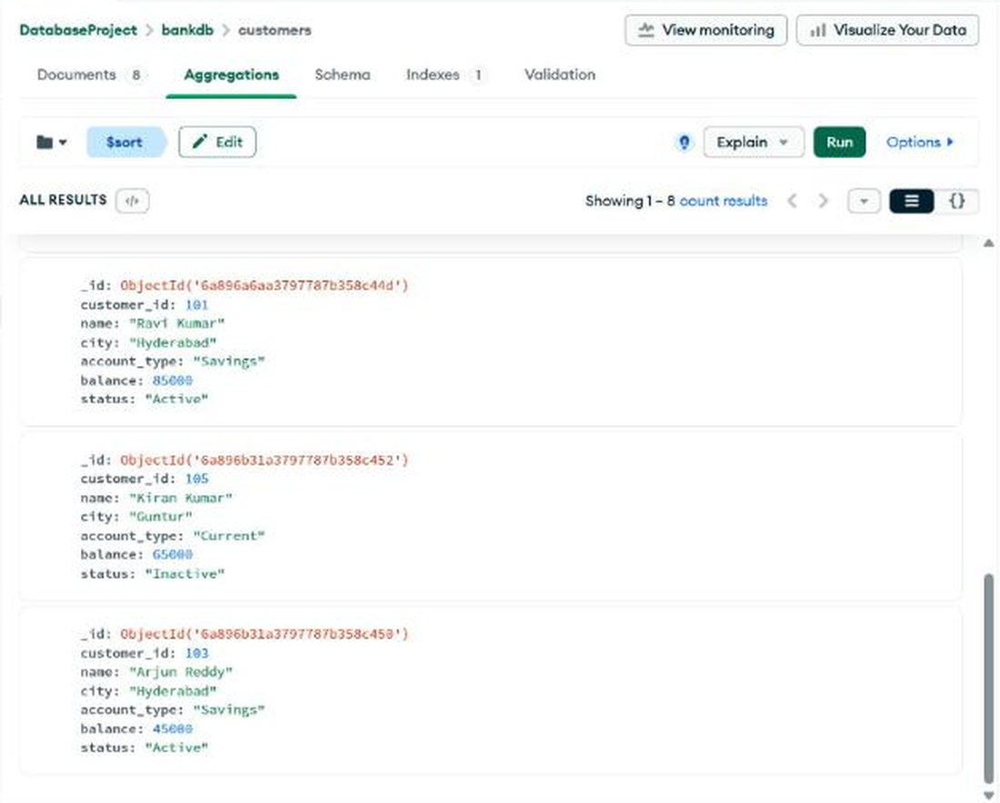 DatabaseProject > bankdb > customers
View monitoring
Visualize Your Data
Documents 8
Aggregations
Schema
Indexes 1
Validation
$sort
Edit
Explain
Run
Options
ALL RESULTS </>
Showing 1 – 8 count results
{}
_id: ObjectId('6a896a6aa3797787b358c44d')
customer_id: 101
name: "Ravi Kumar"
city: "Hyderabad"
account_type: "Savings"
balance: 85000
status: "Active"
_id: ObjectId('6a896b31a3797787b358c452')
customer_id: 105
name: "Kiran Kumar"
city: "Guntur"
account_type: "Current"
balance: 65000
status: "Inactive"
_id: ObjectId('6a896b31a3797787b358c450')
customer_id: 103
name: "Arjun Reddy"
city: "Hyderabad"
account_type: "Savings"
balance: 45000
status: "Active"